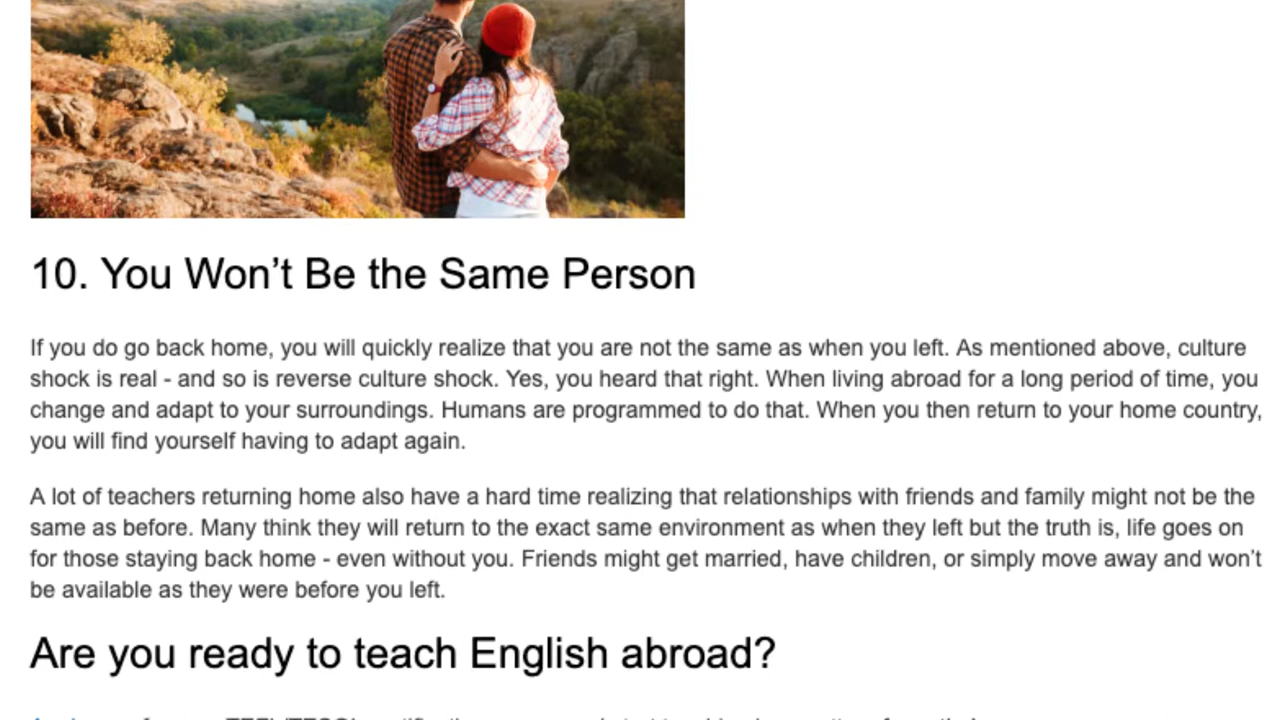 10. You Won’t Be the Same Person
If you do go back home, you will quickly realize that you are not the same as when you left. As mentioned above, culture
shock is real - and so is reverse culture shock. Yes, you heard that right. When living abroad for a long period of time, you
change and adapt to your surroundings. Humans are programmed to do that. When you then return to your home country,
you will find yourself having to adapt again.
A lot of teachers returning home also have a hard time realizing that relationships with friends and family might not be the
same as before. Many think they will return to the exact same environment as when they left but the truth is, life goes on
for those staying back home - even without you. Friends might get married, have children, or simply move away and won’t
be available as they were before you left.
Are you ready to teach English abroad?